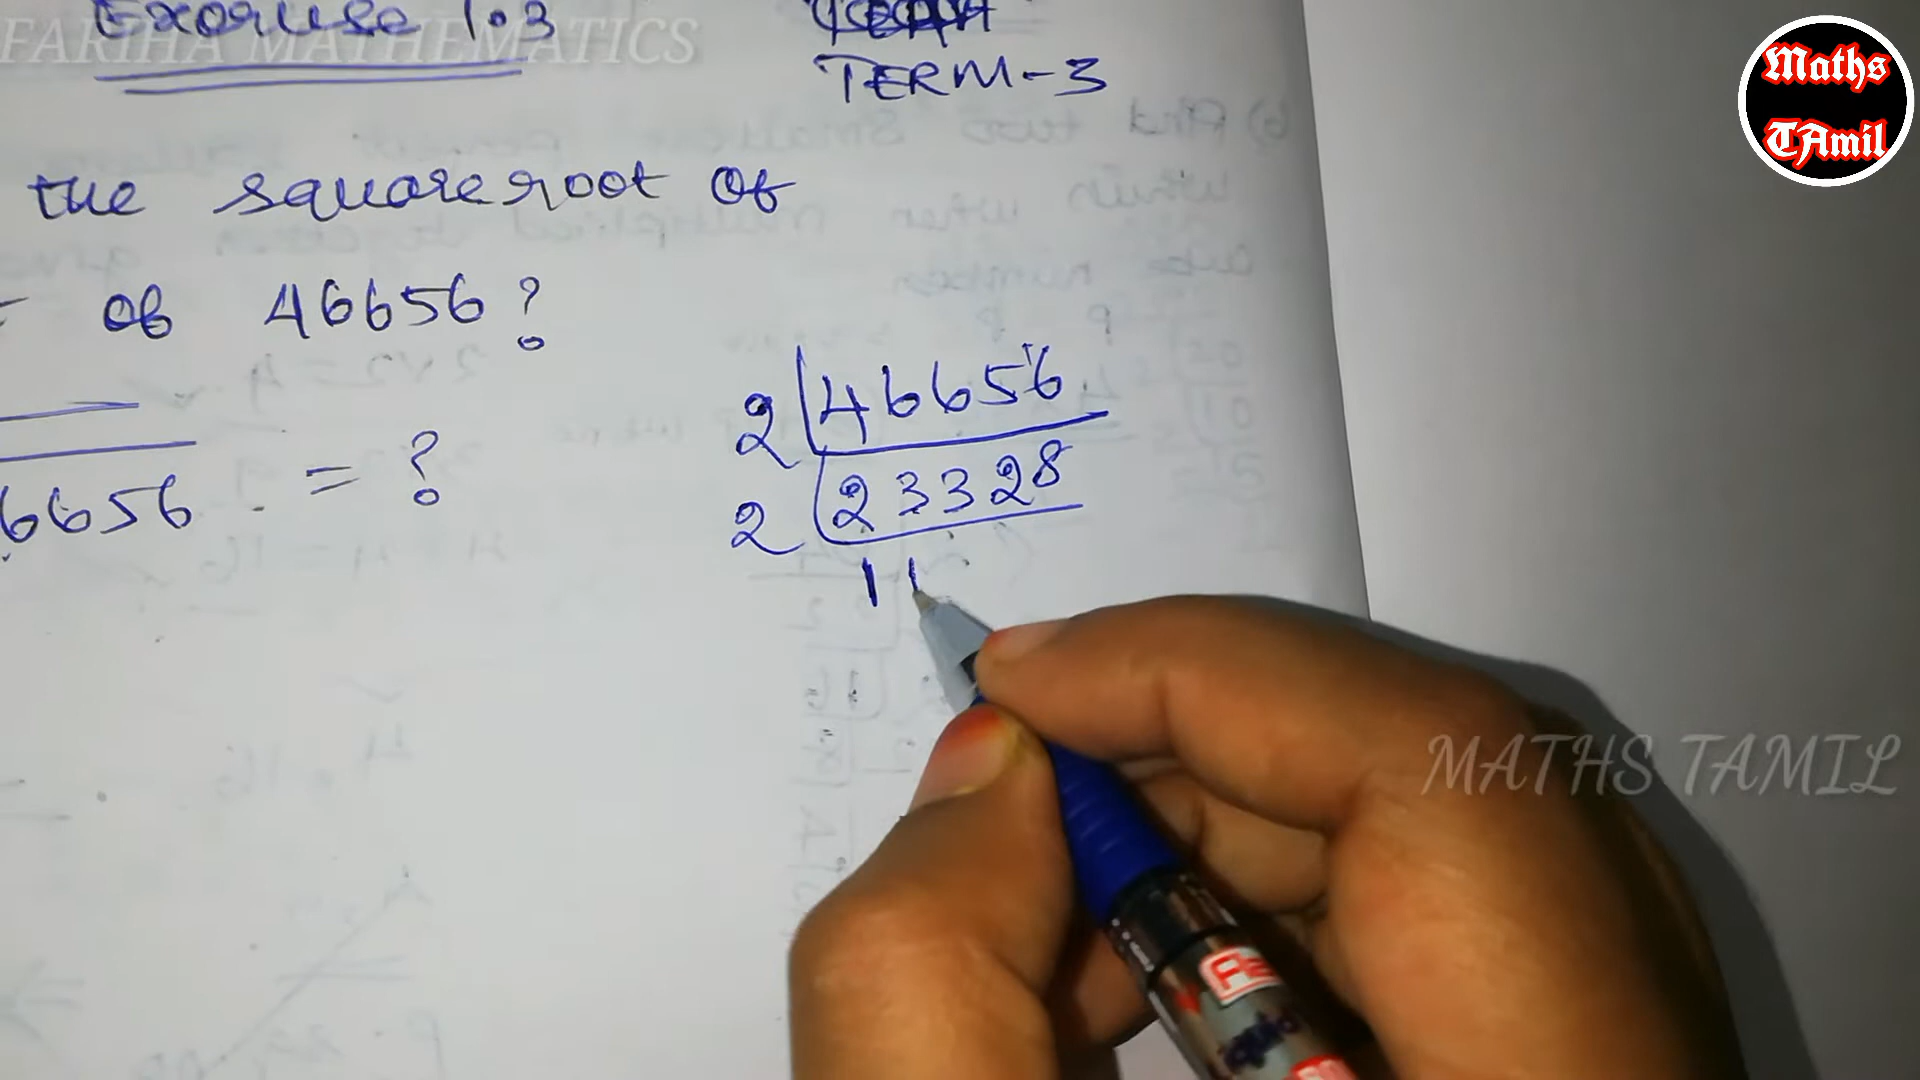 Exercise 1.3
FARIHA MATHEMATICS
TERM-3
the squareroot of
of 46656?
6656 = ?
2 46656
2 23328
11
Maths
TAmil
MATHS TAMIL